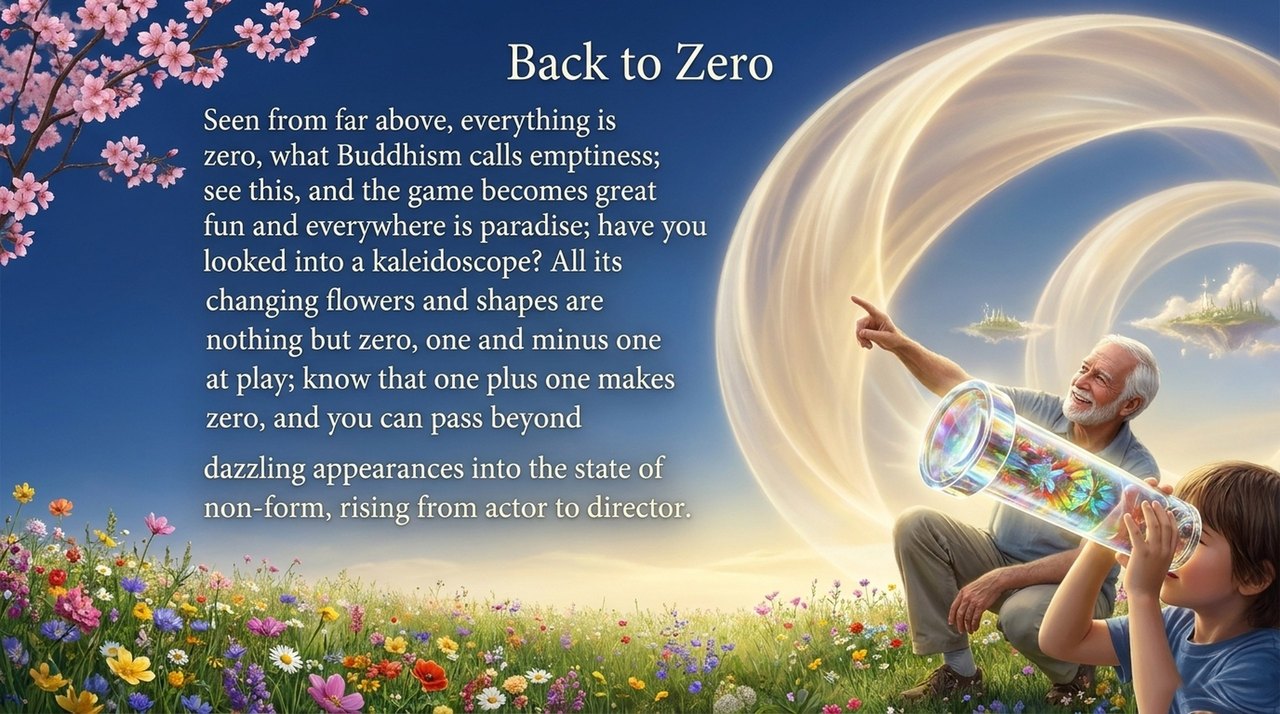 Back to Zero
Seen from far above, everything is
zero, what Buddhism calls emptiness;
see this, and the game becomes great
fun and everywhere is paradise; have you
looked into a kaleidoscope? All its
changing flowers and shapes are
nothing but zero, one and minus one
at play; know that one plus one makes
zero, and you can pass beyond
dazzling appearances into the state of
non-form, rising from actor to director.